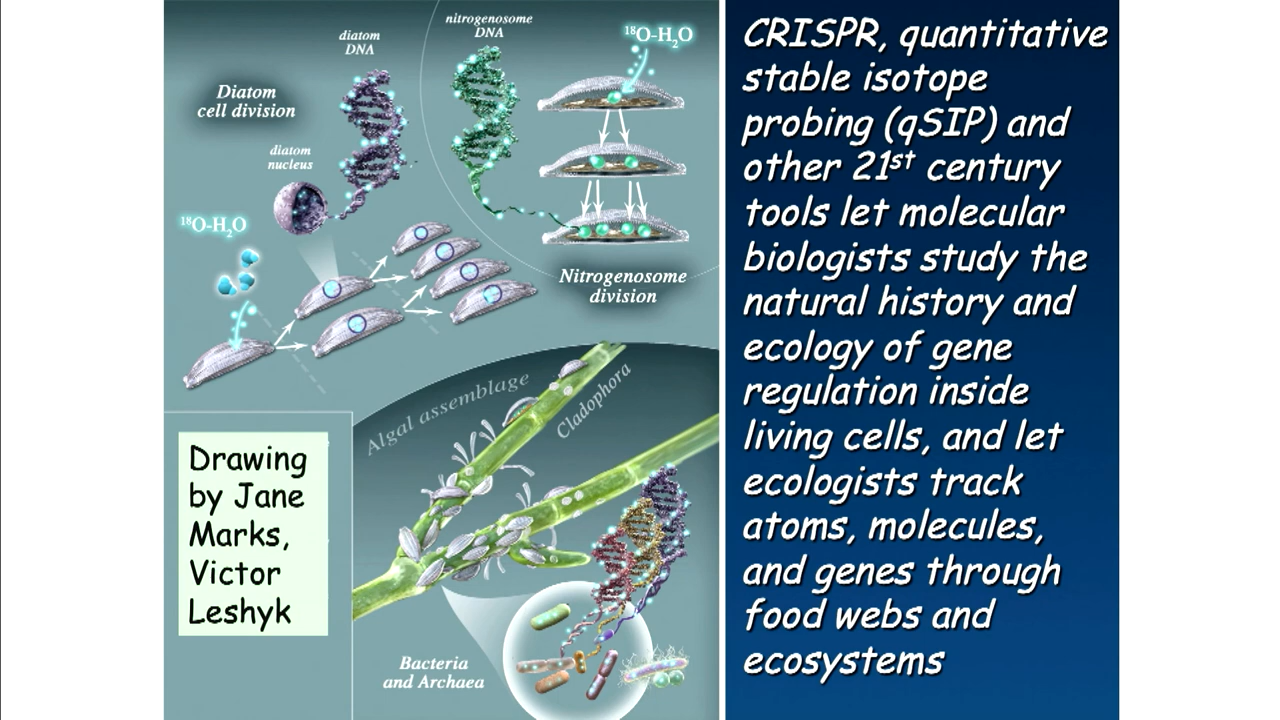 diatom
DNA
nitrogenosome
DNA
¹⁸O-H₂O
Diatom
cell division
diatom
nucleus
¹⁸O-H₂O
Nitrogenosome
division
Algal assemblage
Cladophora
Drawing
by Jane
Marks,
Victor
Leshyk
Bacteria
and Archaea
CRISPR, quantitative
stable isotope
probing (qSIP) and
other 21ˢᵗ century
tools let molecular
biologists study the
natural history and
ecology of gene
regulation inside
living cells, and let
ecologists track
atoms, molecules,
and genes through
food webs and
ecosystems